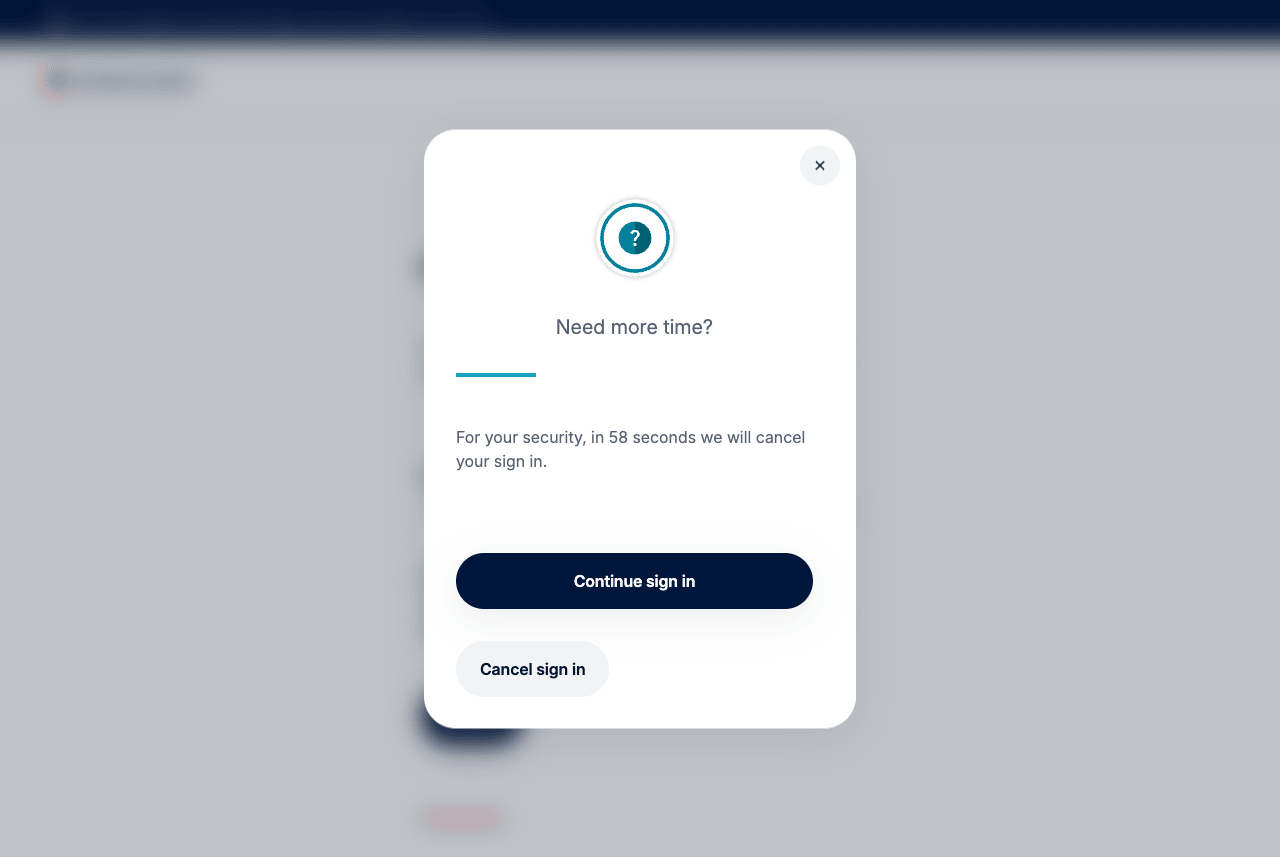 Need more time?
For your security, in 58 seconds we will cancel
your sign in.
Continue sign in
Cancel sign in